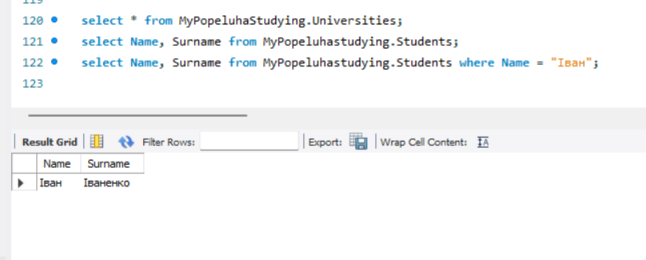 120 select * from MyPopeluhaStudying.Universities;
121 select Name, Surname from MyPopeluhastudying.Students;
122 select Name, Surname from MyPopeluhastudying.Students where Name = "Іван";
123
Result Grid Filter Rows: Export: Wrap Cell Content:
Name Surname
Іван Іваненко